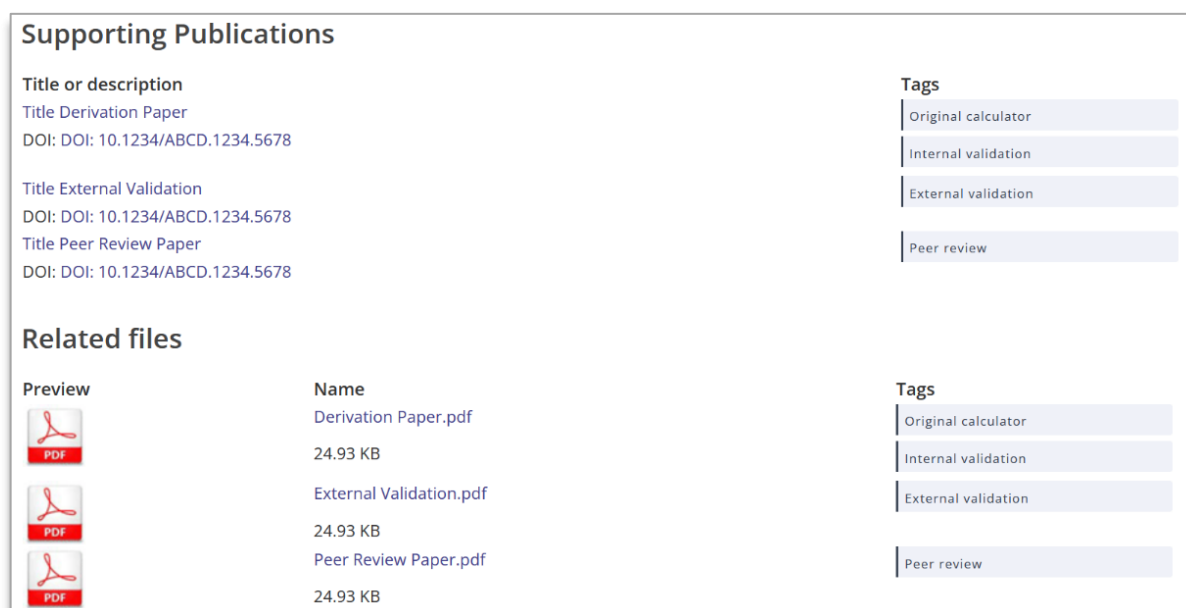 Supporting Publications
Title or description Tags
Title Derivation Paper Original calculator
DOI: DOI: 10.1234/ABCD.1234.5678
Internal validation
Title External Validation External validation
DOI: DOI: 10.1234/ABCD.1234.5678
Title Peer Review Paper Peer review
DOI: DOI: 10.1234/ABCD.1234.5678
Related files
Preview Name Tags
Derivation Paper.pdf Original calculator
PDF 24.93 KB Internal validation
External Validation.pdf External validation
PDF 24.93 KB
Peer Review Paper.pdf Peer review
PDF 24.93 KB